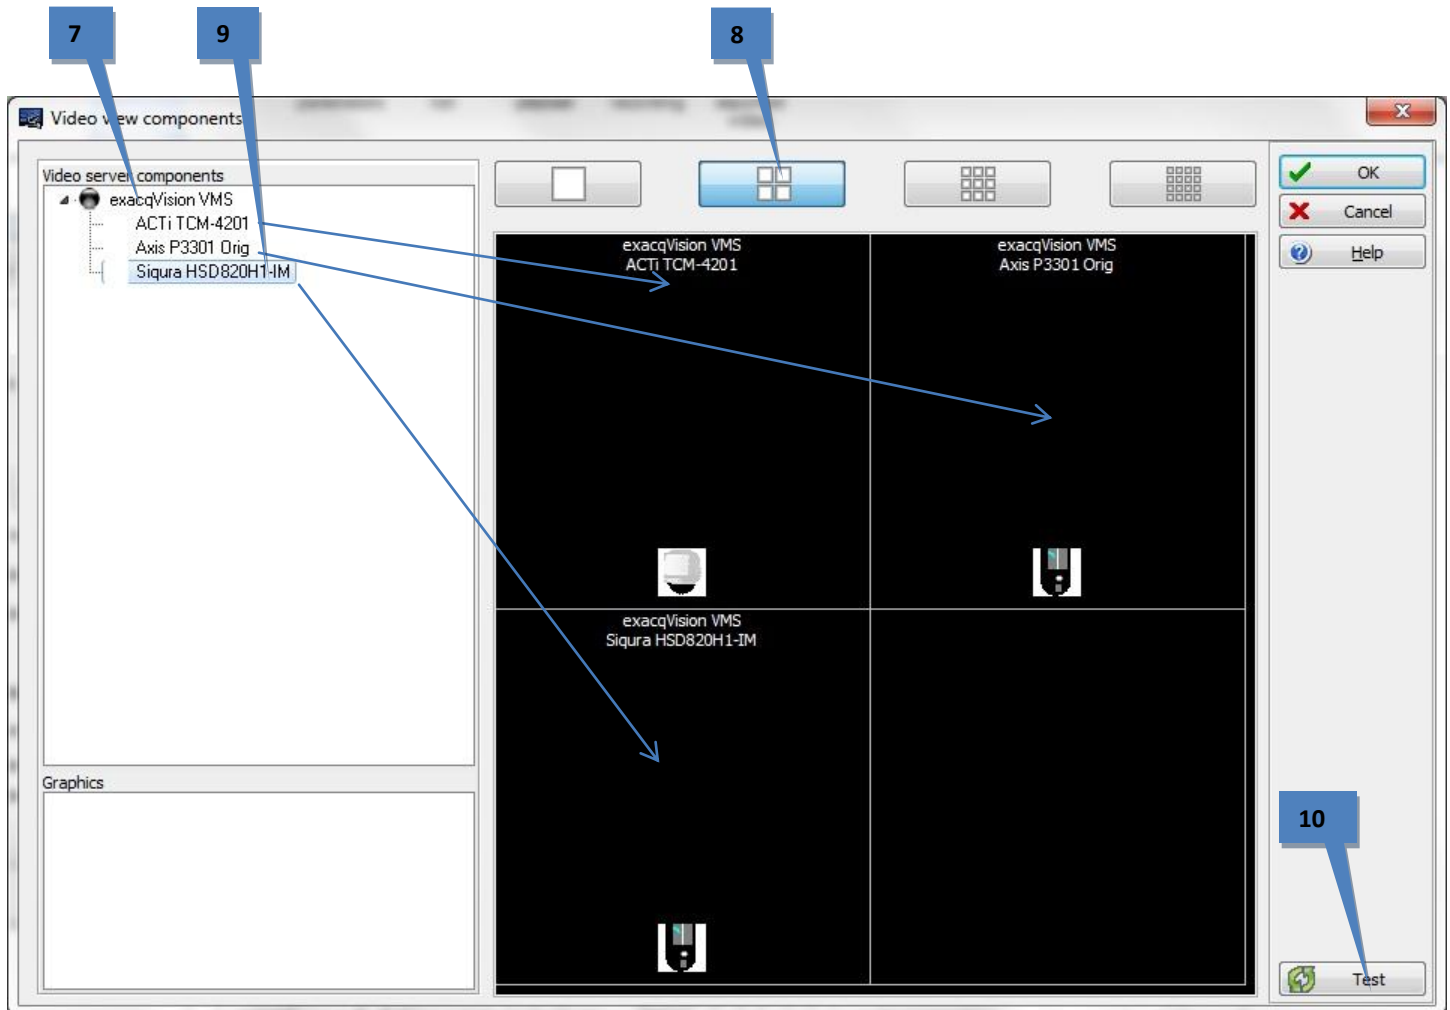 7
9
8
Video view components
Video server components
exacqVision VMS
ACTi TCM-4201
Axis P3301 Orig
Siqura HSD820H1-IM
Graphics
exacqVision VMS
ACTi TCM-4201
exacqVision VMS
Axis P3301 Orig
exacqVision VMS
Siqura HSD820H1-IM
OK
Cancel
Help
10
Test